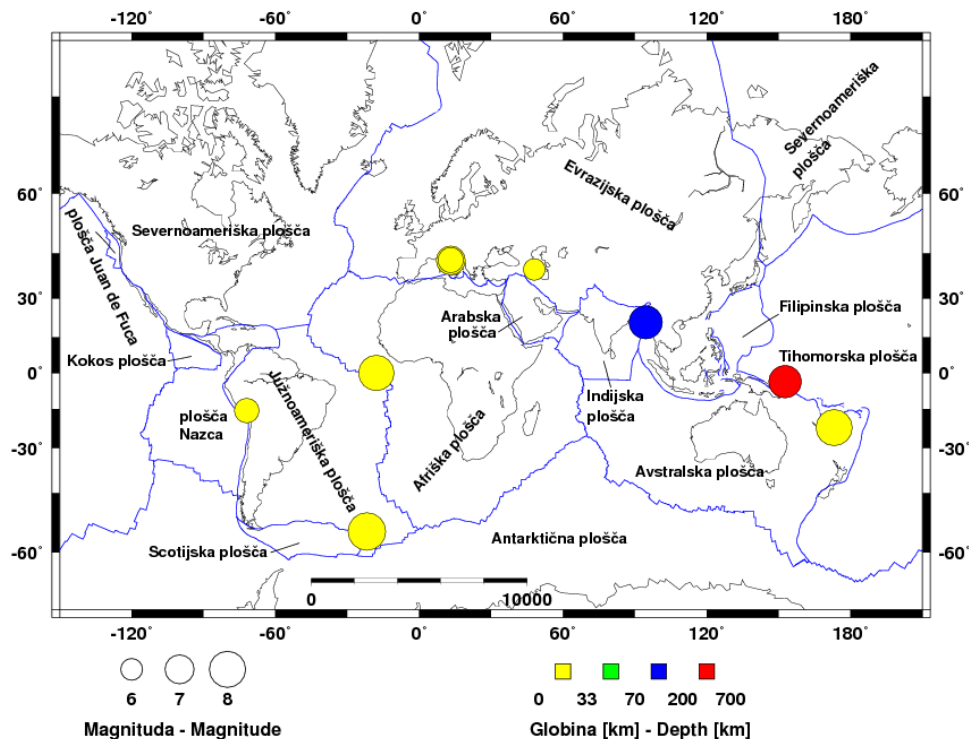 -120° -60° 0° 60° 120° 180°
60°
30°
0°
-30°
-60°
60°
30°
0°
-30°
-60°
Severnoameriška plošča
Severnoameriška
plošča
Evrazijska plošča
plošča Juan de Fuca
Arabska
plošča
Filipinska plošča
Kokos plošča
Tihomorska plošča
Indijska
plošča
plošča
Nazca
Južnoameriška plošča
Afriška plošča
Avstralska plošča
Scotijska plošča
Antarktična plošča
0 10000
-120° -60° 0° 60° 120° 180°
6 7 8
Magnituda - Magnitude
0 33 70 200 700
Globina [km] - Depth [km]